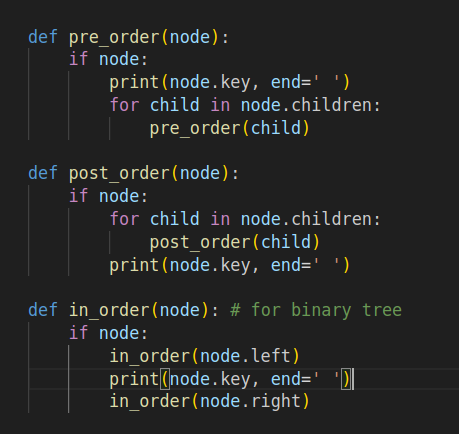 def pre_order(node):
    if node:
        print(node.key, end=' ')
        for child in node.children:
            pre_order(child)

def post_order(node):
    if node:
        for child in node.children:
            post_order(child)
        print(node.key, end=' ')

def in_order(node): # for binary tree
    if node:
        in_order(node.left)
        print(node.key, end=' ')
        in_order(node.right)